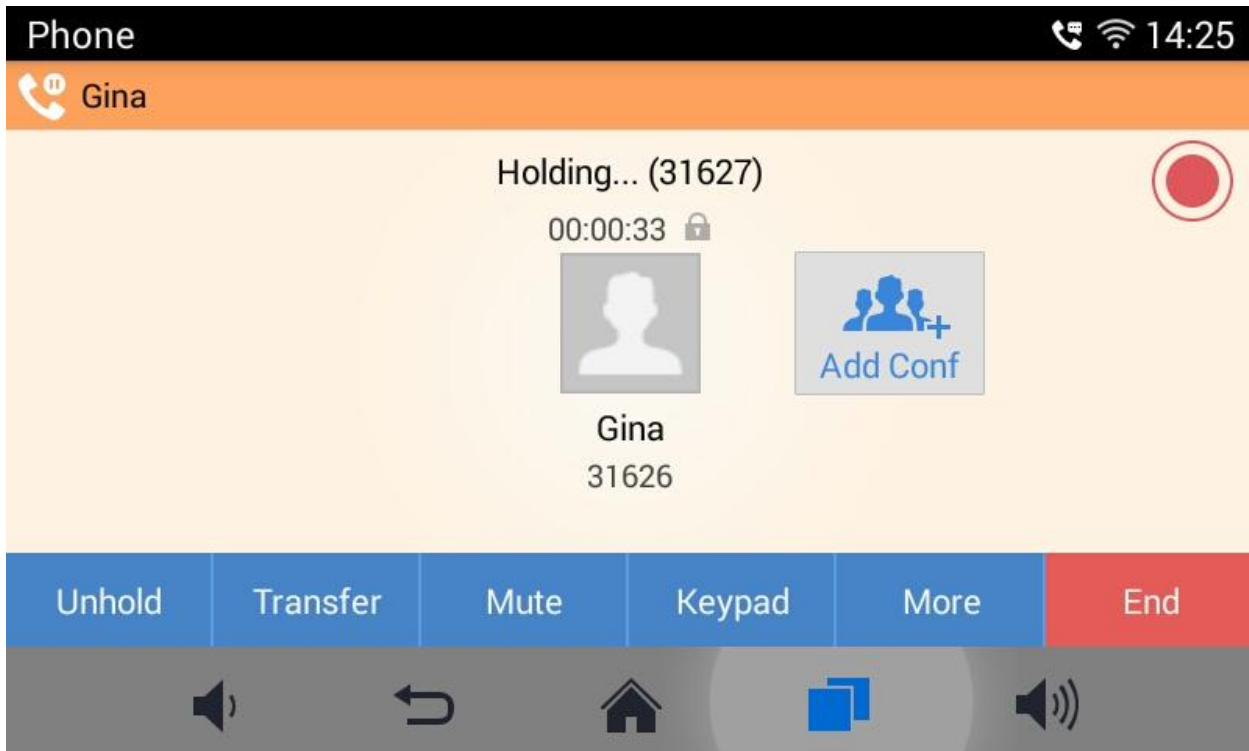 Phone 14:25
Gina
Holding... (31627)
00:00:33
Add Conf
Gina
31626
Unhold Transfer Mute Keypad More End